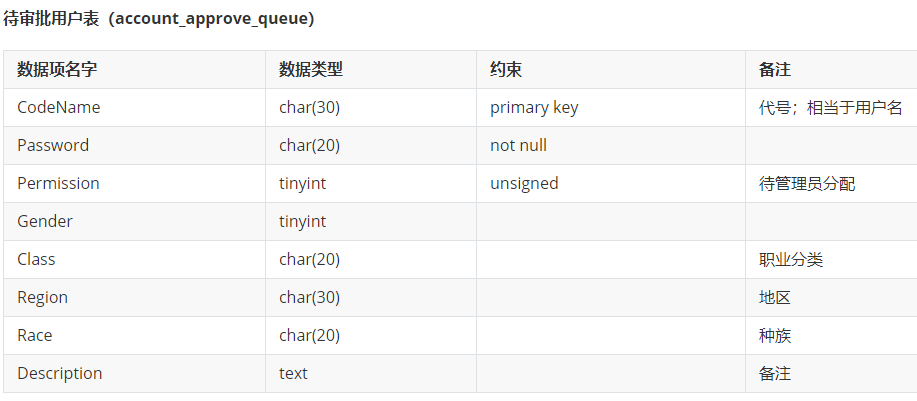 待审批用户表（account_approve_queue）
数据项名字 数据类型 约束 备注
CodeName char(30) primary key 代号；相当于用户名
Password char(20) not null
Permission tinyint unsigned 待管理员分配
Gender tinyint
Class char(20) 职业分类
Region char(30) 地区
Race char(20) 种族
Description text 备注